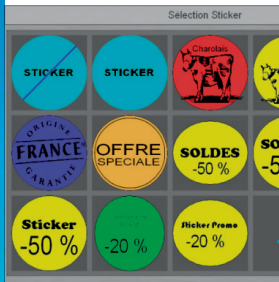 Sélection Sticker
STICKER
STICKER
Charolais
ORIGINE
FRANCE
GARANTIE
OFFRE
SPECIALE
SOLDES
-50 %
SO
-5
Sticker
-50 %
-20 %
Sticker Promo
-20 %